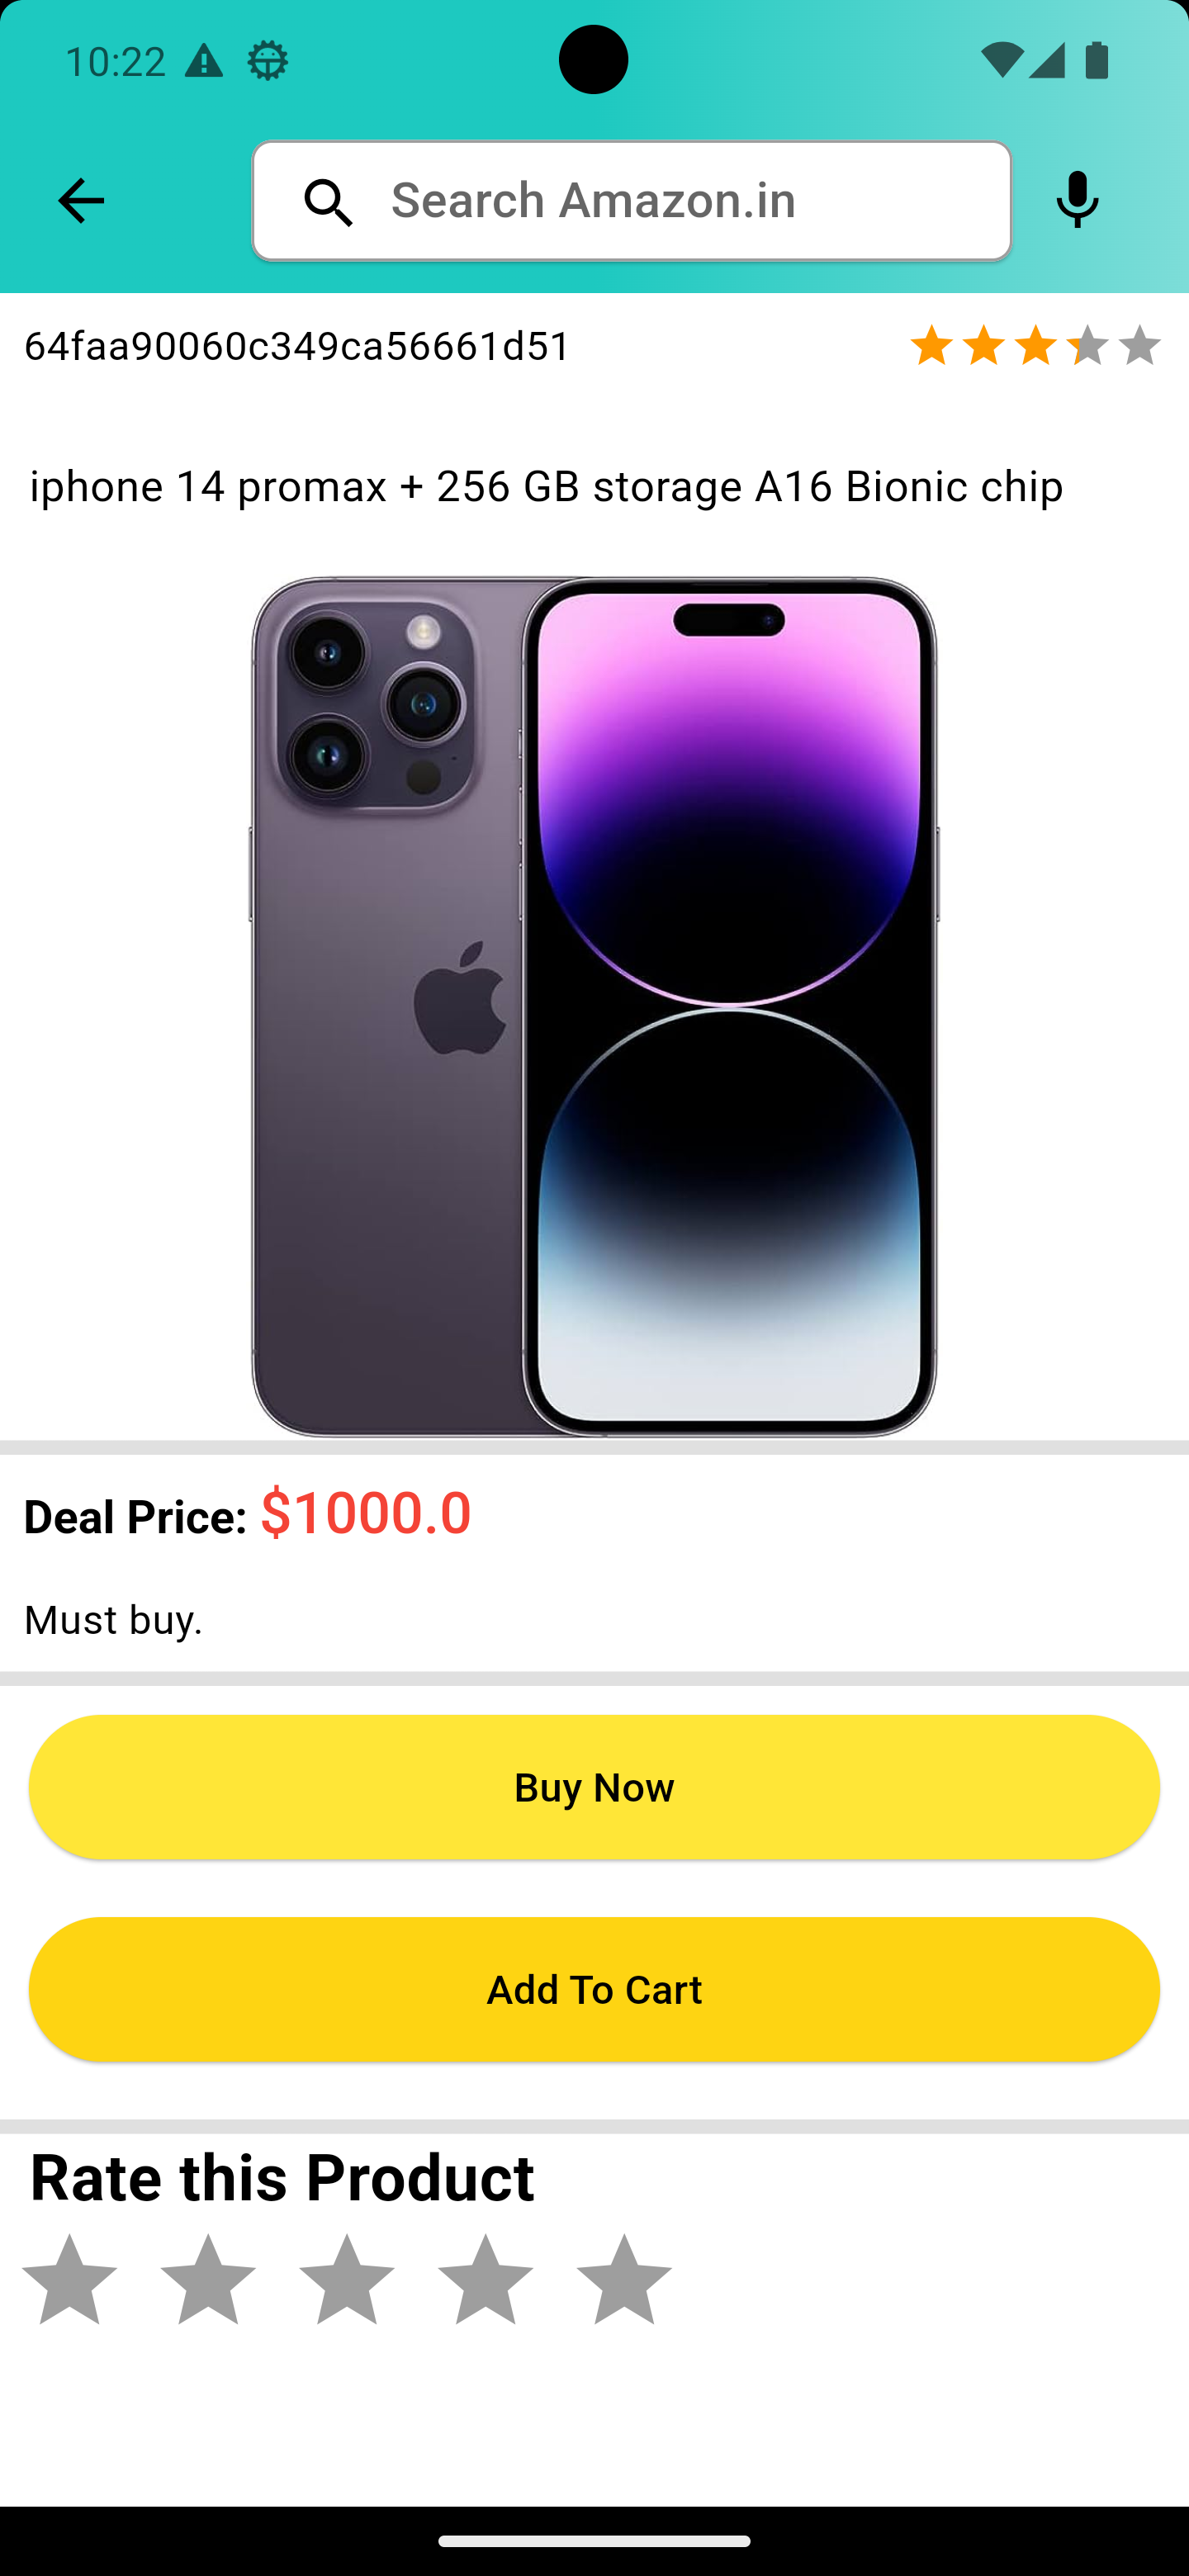 10:22
Search Amazon.in
64faa90060c349ca56661d51
iphone 14 promax + 256 GB storage A16 Bionic chip
Deal Price: $1000.0
Must buy.
Buy Now
Add To Cart
Rate this Product